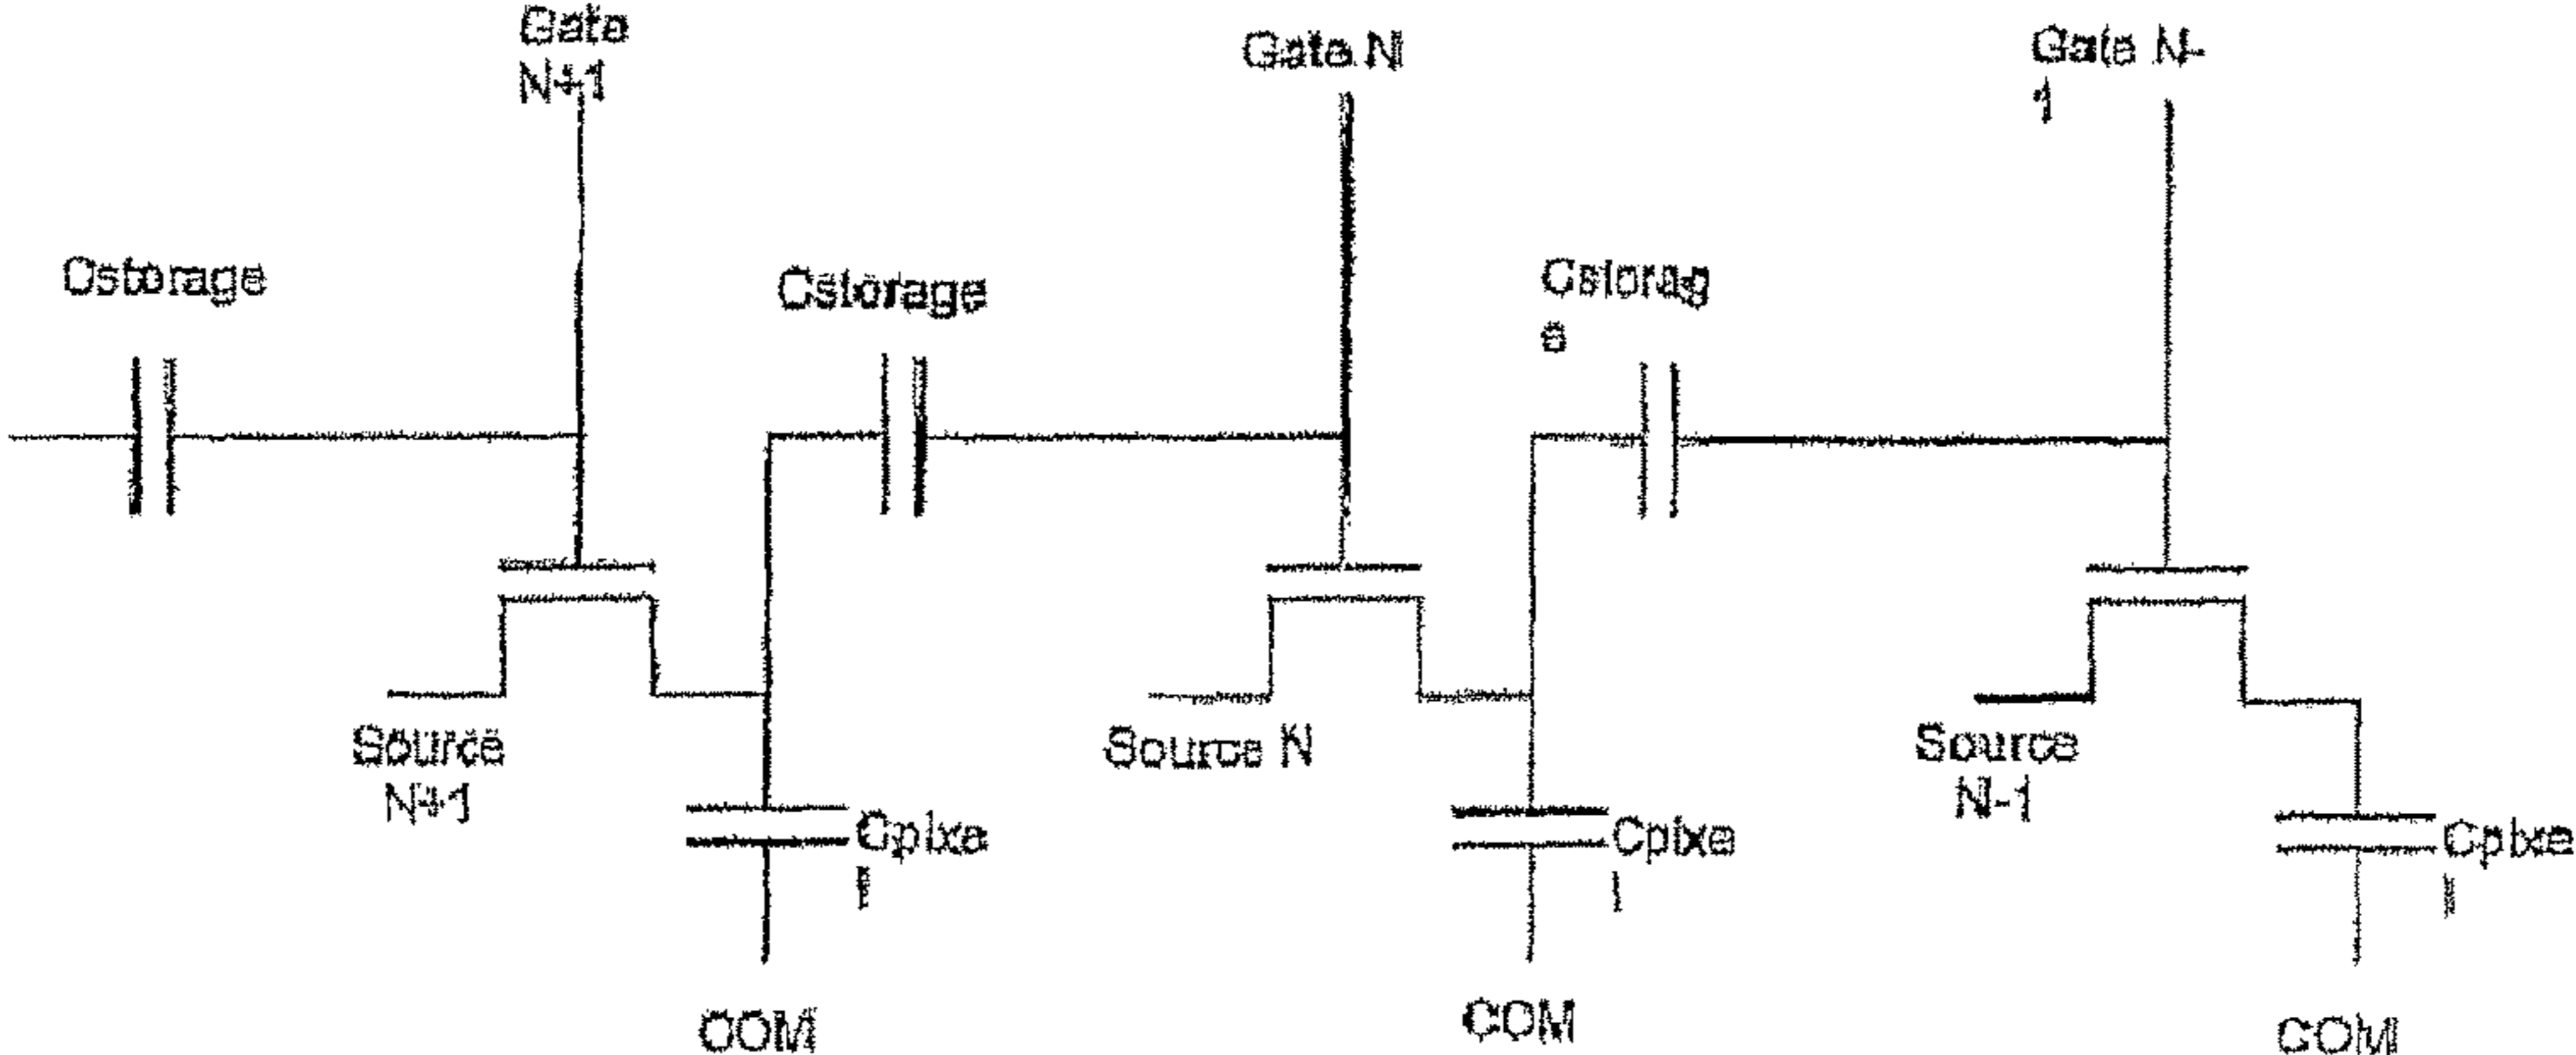 Gate
N+1
Gate N
Gate N-
1
Cstorage
Cstorage
Cstorag
e
Source
N+1
Source N
Source
N-1
Cpixe
l
Cpixe
l
Cpixe
l
COM
COM
COM